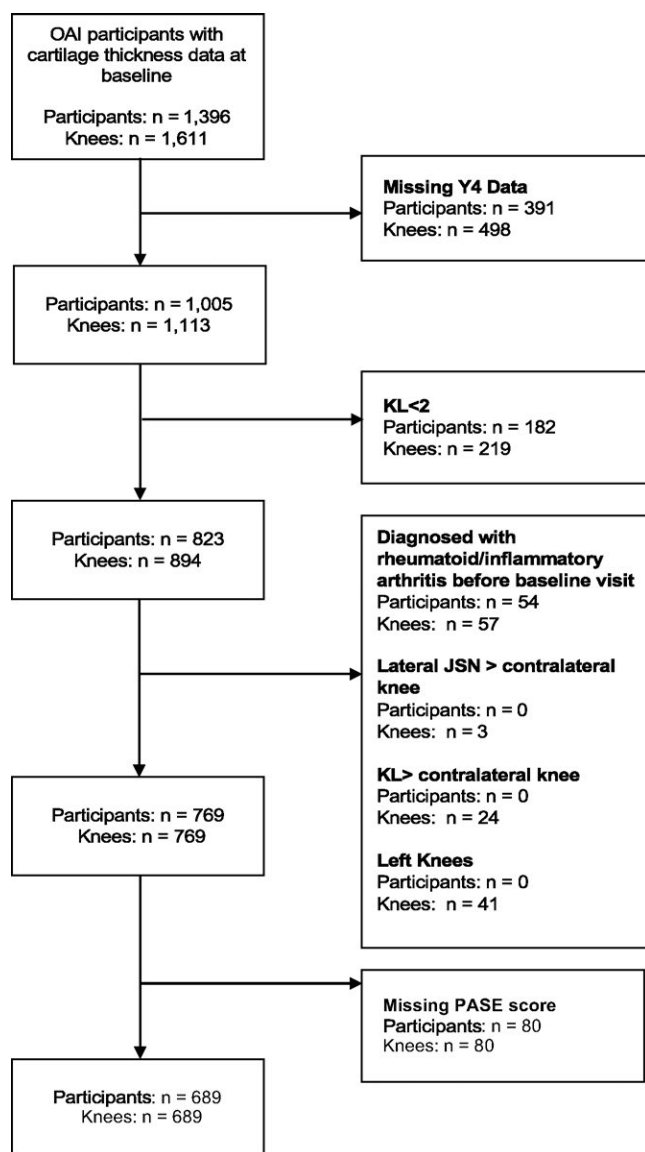 OAI participants with
cartilage thickness data at
baseline
Participants: n = 1,396
Knees: n = 1,611
Missing Y4 Data
Participants: n = 391
Knees: n = 498
Participants: n = 1,005
Knees: n = 1,113
KL<2
Participants: n = 182
Knees: n = 219
Participants: n = 823
Knees: n = 894
Diagnosed with
rheumatoid/inflammatory
arthritis before baseline visit
Participants: n = 54
Knees: n = 57
Lateral JSN > contralateral
knee
Participants: n = 0
Knees: n = 3
KL> contralateral knee
Participants: n = 0
Knees: n = 24
Left Knees
Participants: n = 0
Knees: n = 41
Participants: n = 769
Knees: n = 769
Missing PASE score
Participants: n = 80
Knees: n = 80
Participants: n = 689
Knees: n = 689